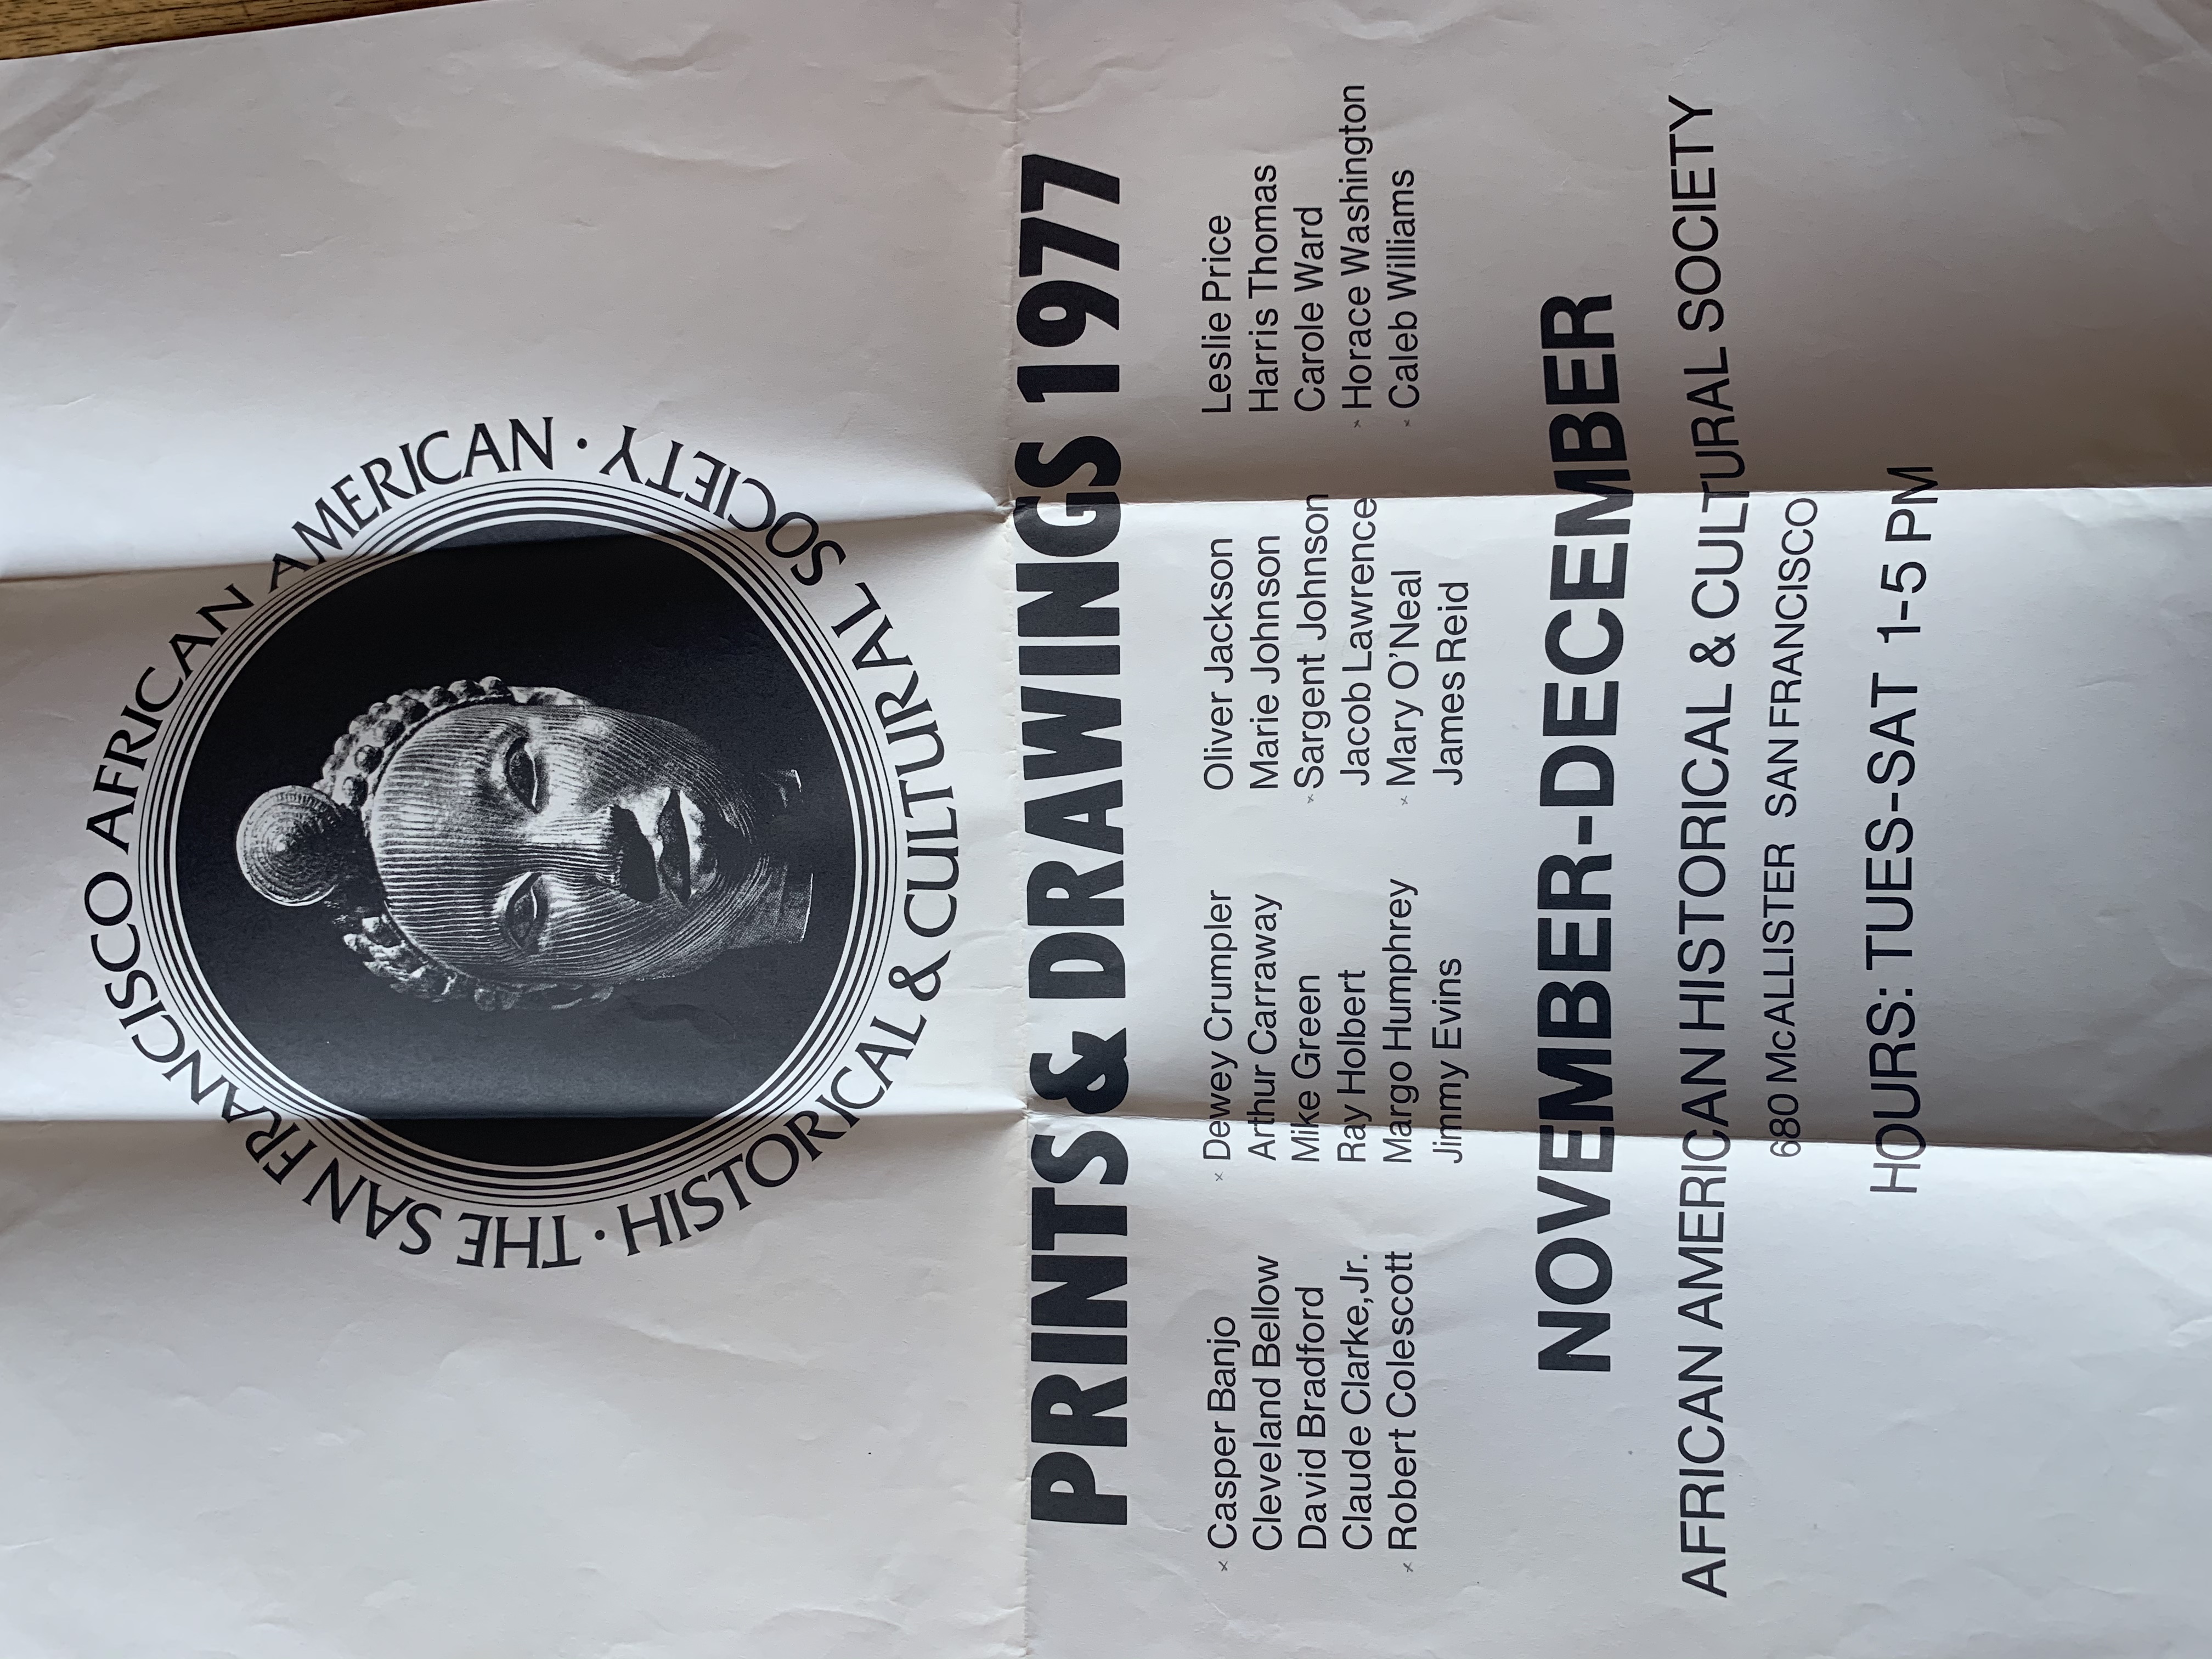 THE SAN FRANCISCO AFRICAN AMERICAN ·
HISTORICAL & CULTURAL SOCIETY ·
PRINTS & DRAWINGS 1977
× Casper Banjo
Cleveland Bellow
David Bradford
Claude Clarke,Jr.
× Robert Colescott
× Dewey Crumpler
Arthur Carraway
Mike Green
Ray Holbert
Margo Humphrey
Jimmy Evins
Oliver Jackson
Marie Johnson
× Sargent Johnson
Jacob Lawrence
× Mary O'Neal
James Reid
Leslie Price
Harris Thomas
Carole Ward
× Horace Washington
× Caleb Williams
NOVEMBER-DECEMBER
AFRICAN AMERICAN HISTORICAL & CULTURAL SOCIETY
680 McALLISTER SAN FRANCISCO
HOURS: TUES-SAT 1-5 PM